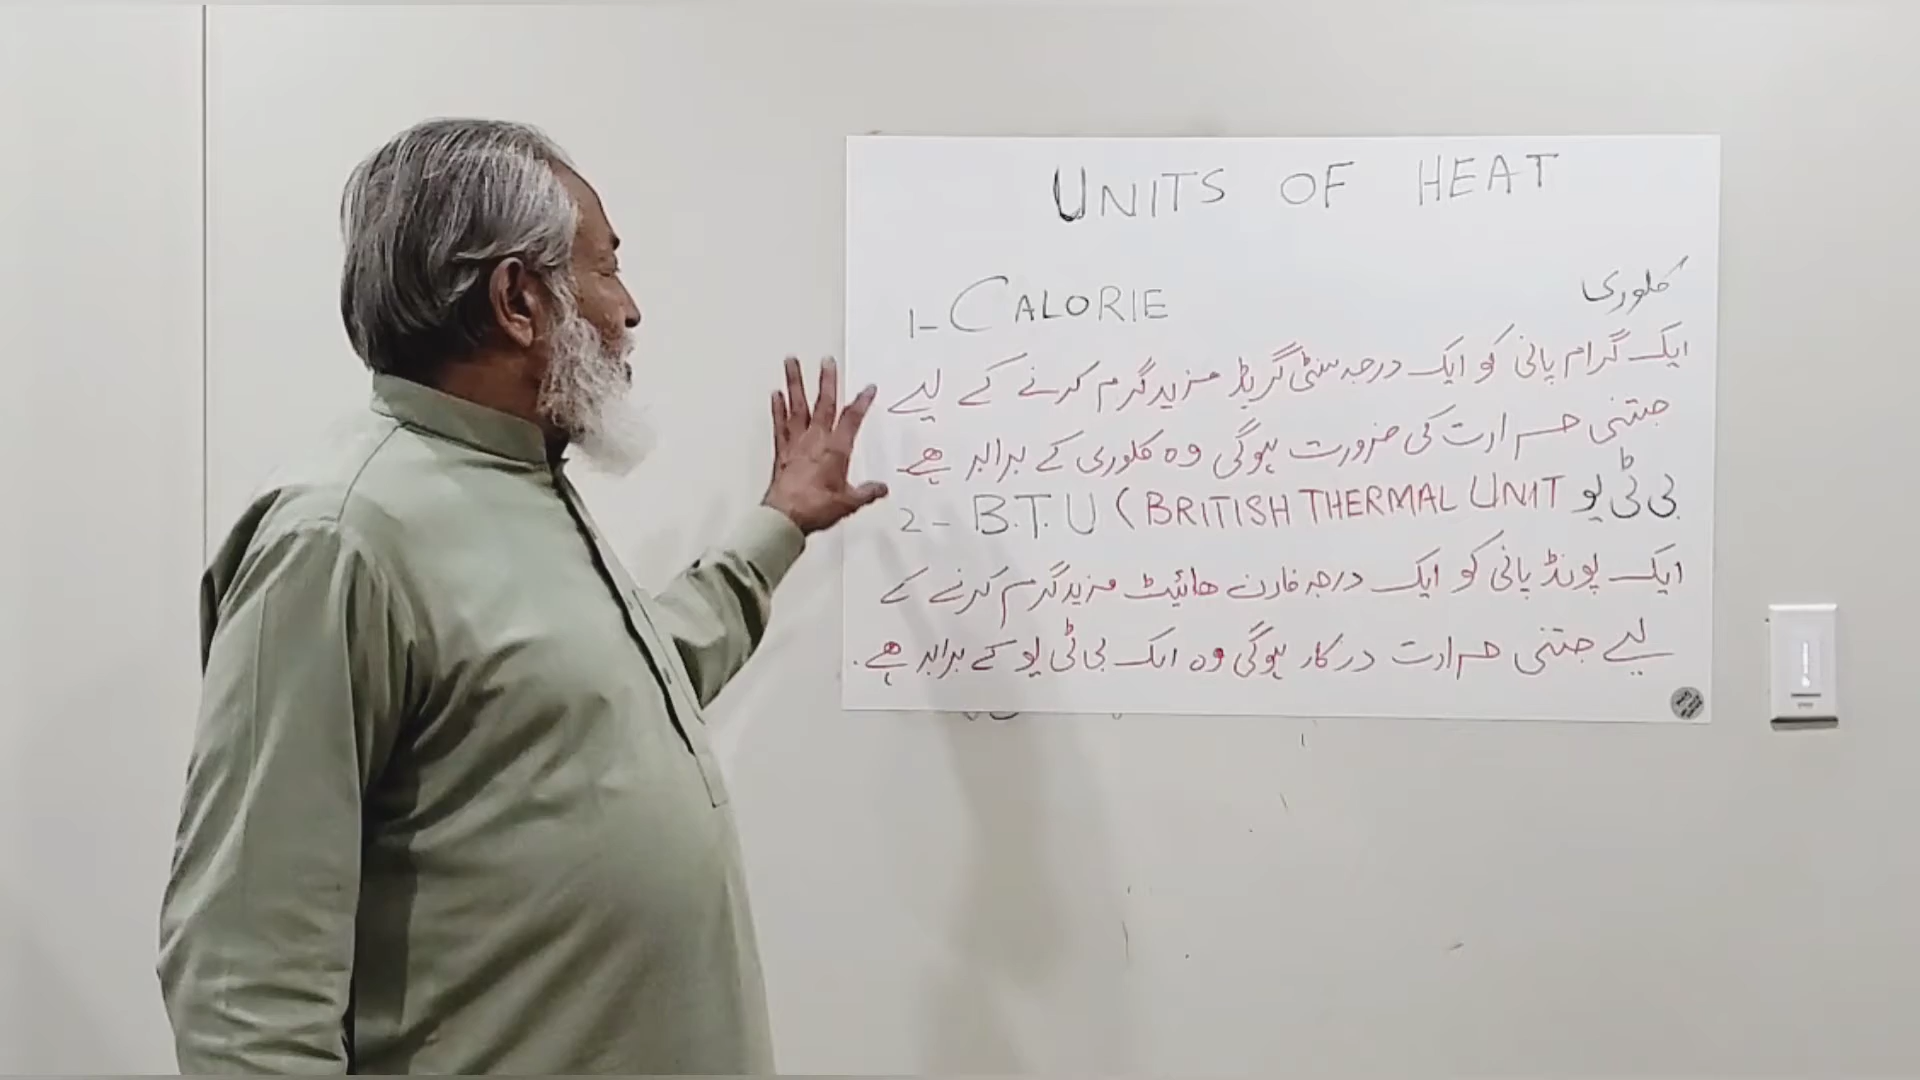 UNITS OF HEAT
1- CALORIE کلوری
ایک گرام پانی کو ایک درجہ سنٹی گریڈ مزید گرم کرنے کے لیے
جتنی حرارت کی ضرورت ہوگی وہ کلوری کے برابر ہے
2- B.T.U (BRITISH THERMAL UNIT بی ٹی یو
ایک پونڈ پانی کو ایک درجہ فارن ھائیٹ مزید گرم کرنے کے
لیے جتنی حرارت درکار ہوگی وہ ایک بی ٹی یو کے برابر ہے.